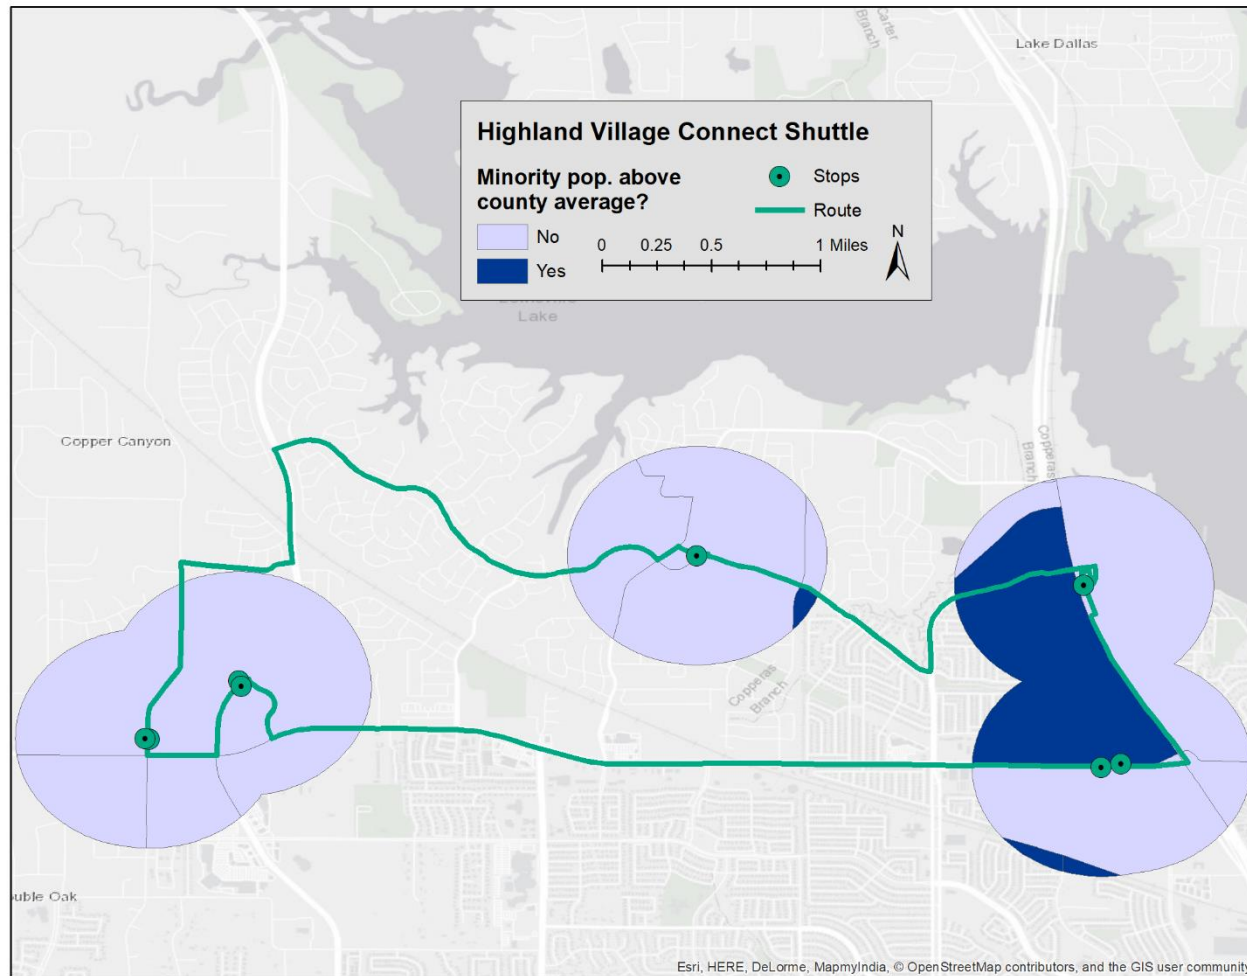 Carter
Branch
Lake Dallas
Highland Village Connect Shuttle
Minority pop. above
county average?
Stops
Route
No
Yes
0 0.25 0.5 1 Miles
N
Lake
Copper Canyon
Copperas
Branch
Copperas
Branch
uble Oak
Esri, HERE, DeLorme, MapmyIndia, © OpenStreetMap contributors, and the GIS user community